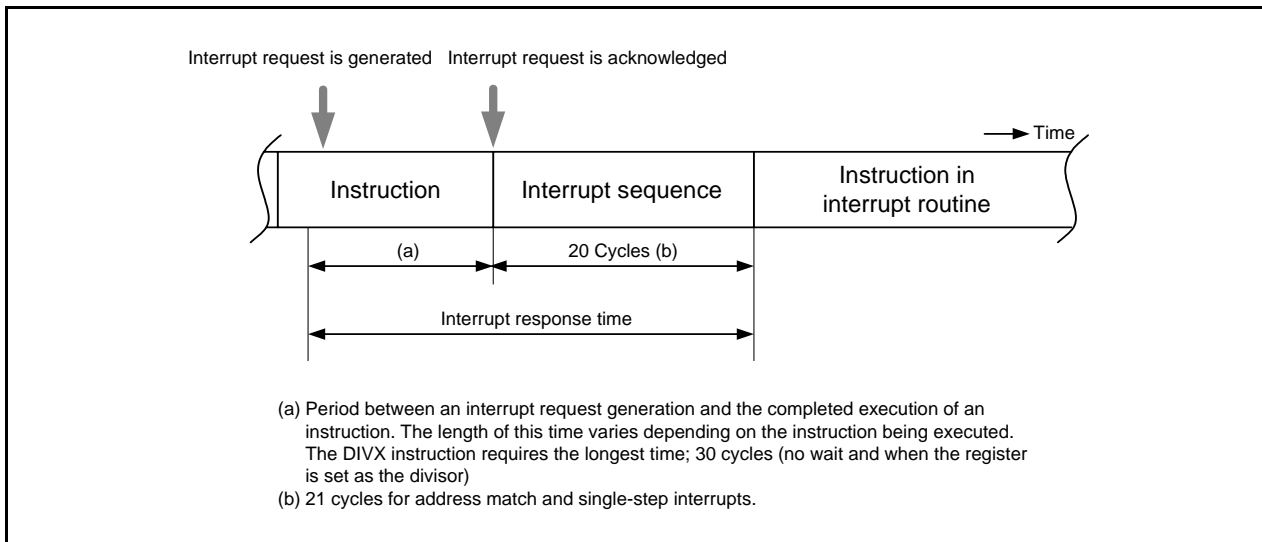 Interrupt request is generated
Interrupt request is acknowledged
Time
Instruction
Interrupt sequence
Instruction in
interrupt routine
(a)
20 Cycles (b)
Interrupt response time
(a) Period between an interrupt request generation and the completed execution of an
instruction. The length of this time varies depending on the instruction being executed.
The DIVX instruction requires the longest time; 30 cycles (no wait and when the register
is set as the divisor)
(b) 21 cycles for address match and single-step interrupts.